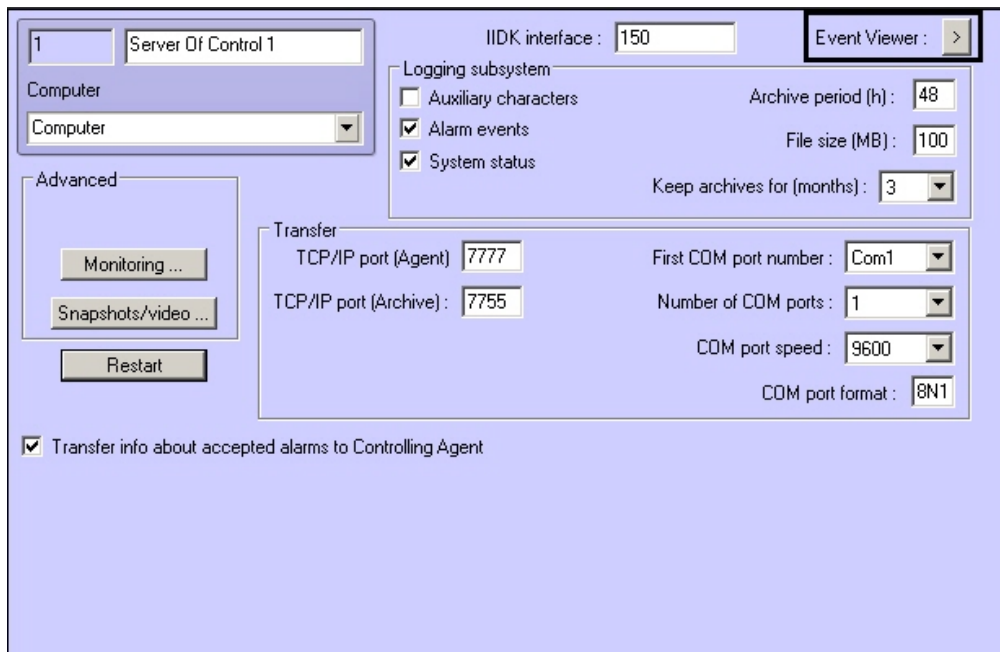 1 Server Of Control 1
Computer
Computer
IIDK interface : 150
Event Viewer : >
Logging subsystem
Auxiliary characters
Alarm events
System status
Archive period (h) : 48
File size (MB) : 100
Keep archives for (months) : 3
Advanced
Monitoring ...
Snapshots/video ...
Restart
Transfer
TCP/IP port (Agent) 7777
TCP/IP port (Archive) : 7755
First COM port number : Com1
Number of COM ports : 1
COM port speed : 9600
COM port format : 8N1
Transfer info about accepted alarms to Controlling Agent